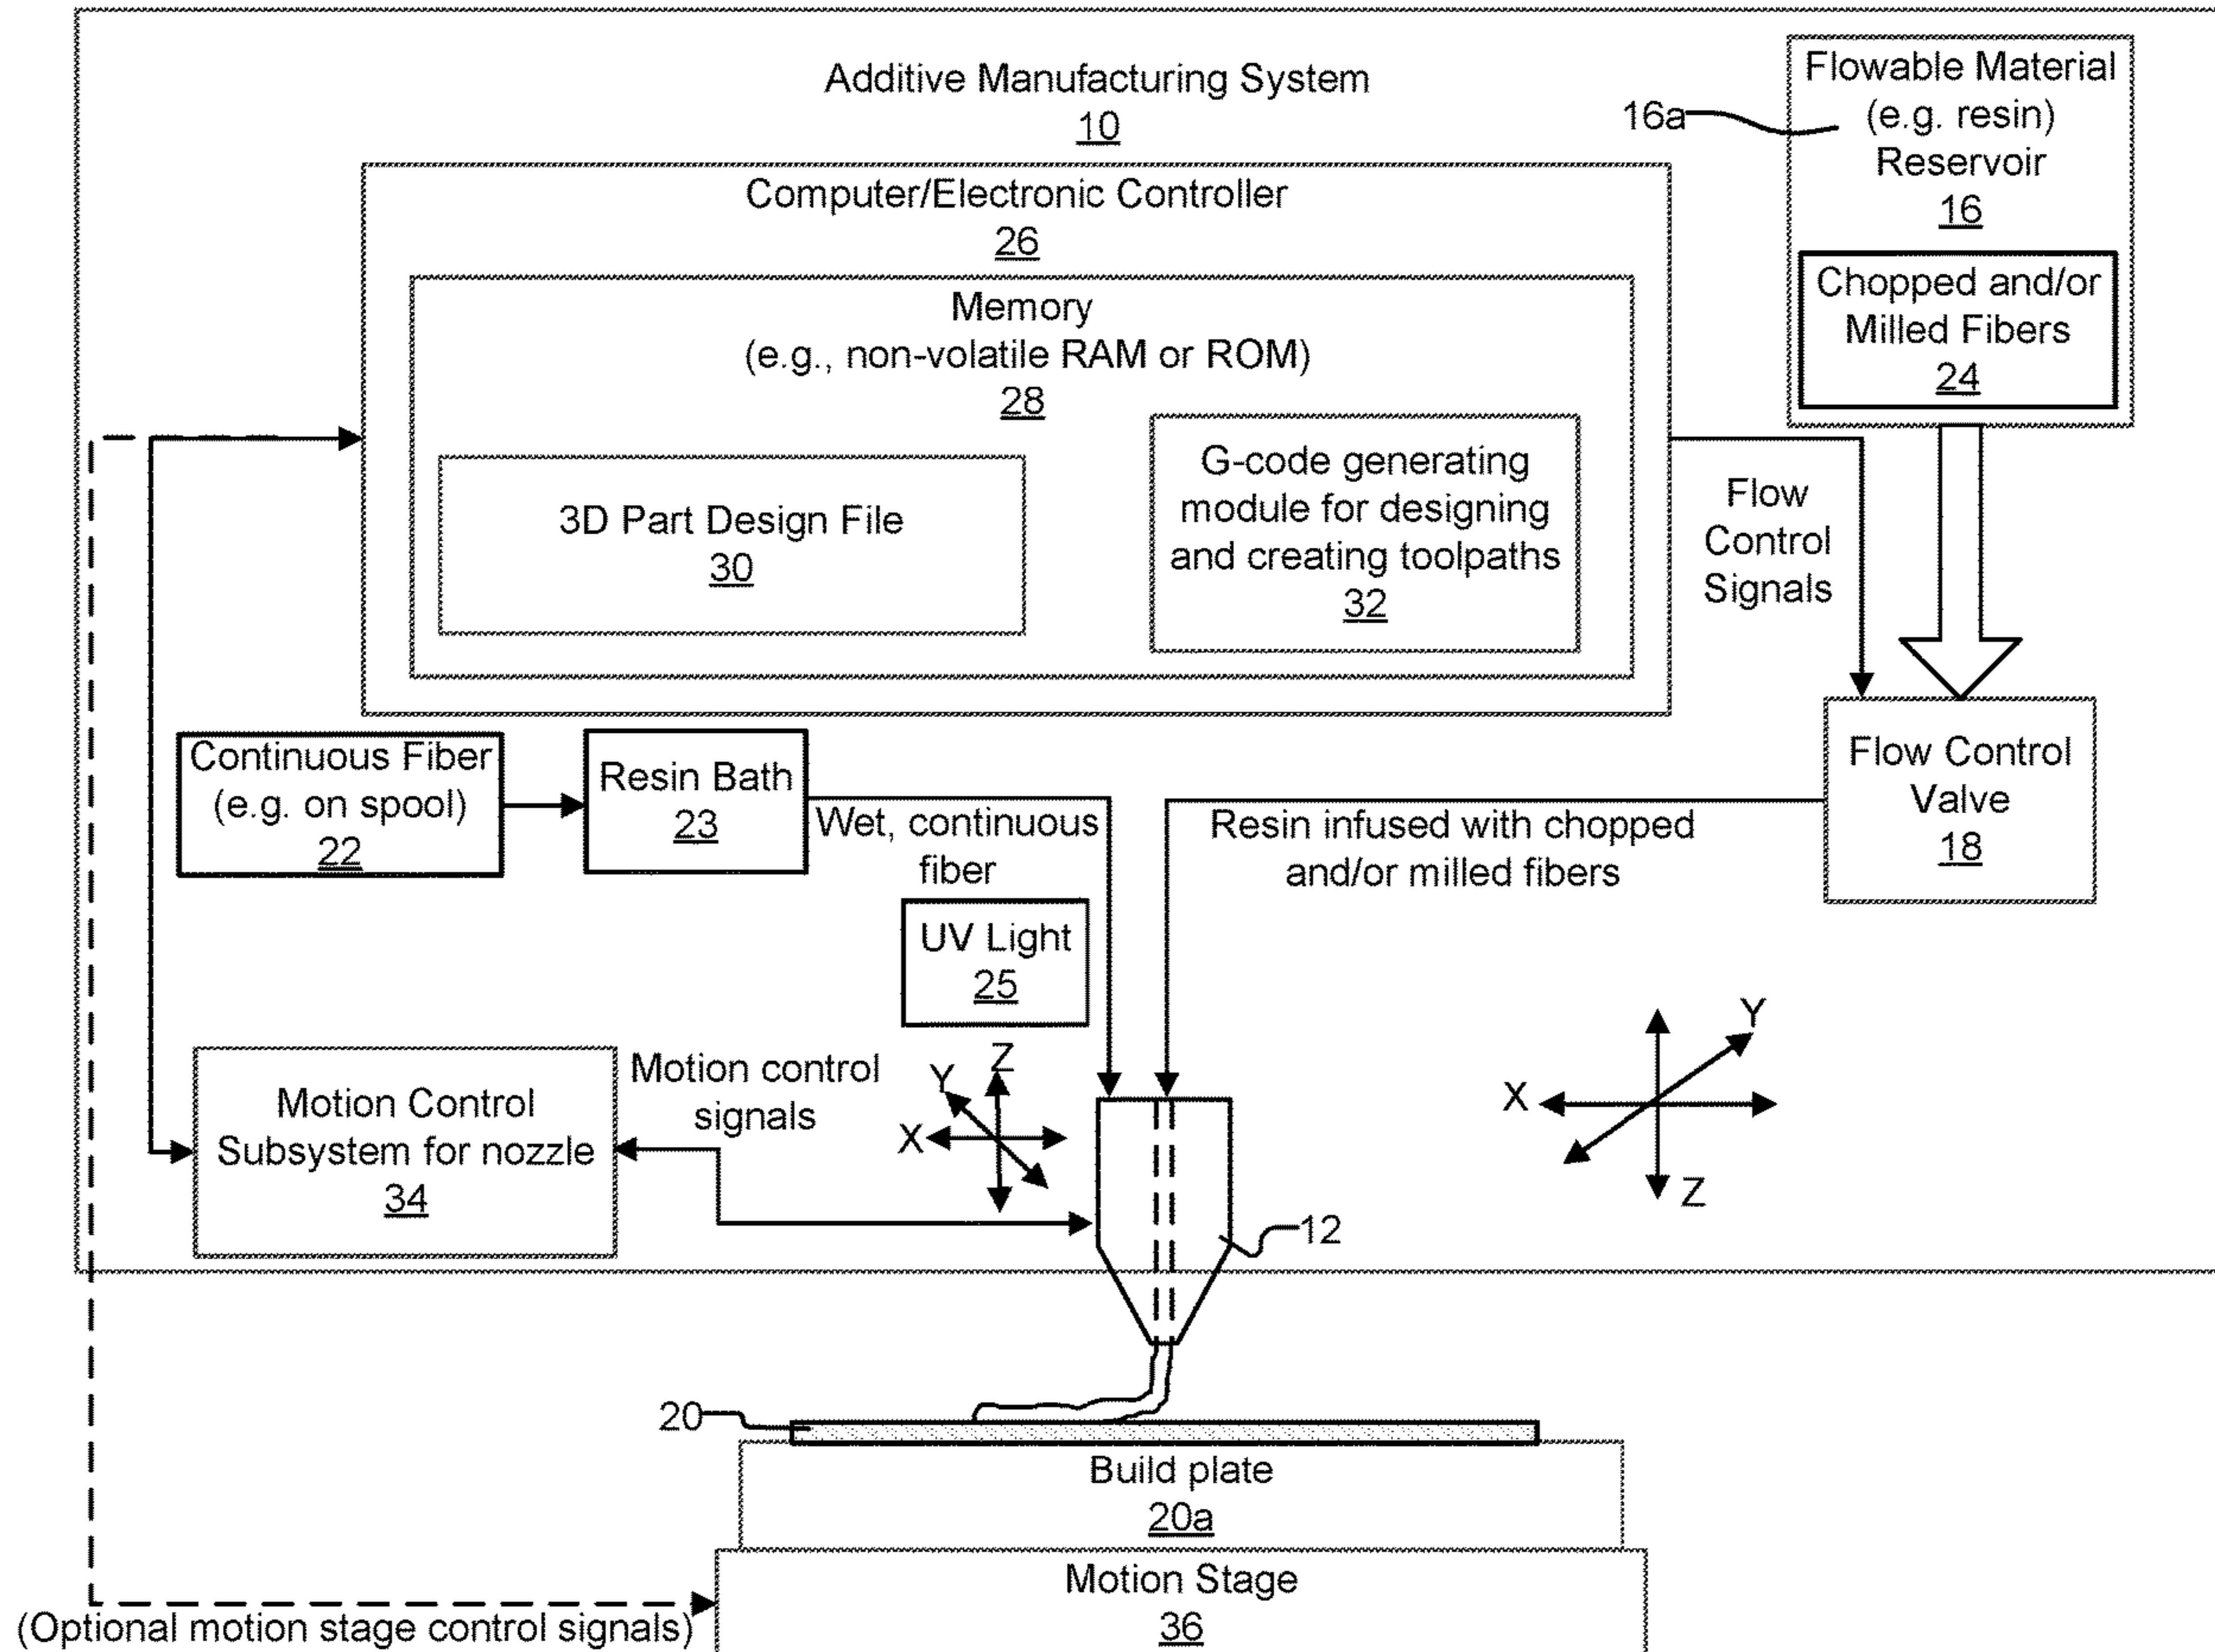 Additive Manufacturing System
10
Flowable Material
(e.g. resin)
Reservoir
16
16a
Chopped and/or
Milled Fibers
24
Computer/Electronic Controller
26
Memory
(e.g., non-volatile RAM or ROM)
28
3D Part Design File
30
G-code generating
module for designing
and creating toolpaths
32
Flow
Control
Signals
Continuous Fiber
(e.g. on spool)
22
Resin Bath
23
Wet, continuous
fiber
Resin infused with chopped
and/or milled fibers
Flow Control
Valve
18
UV Light
25
Motion Control
Subsystem for nozzle
34
Motion control
signals
Y
Z
X
Y
X
Z
12
20
Build plate
20a
Motion Stage
36
(Optional motion stage control signals)